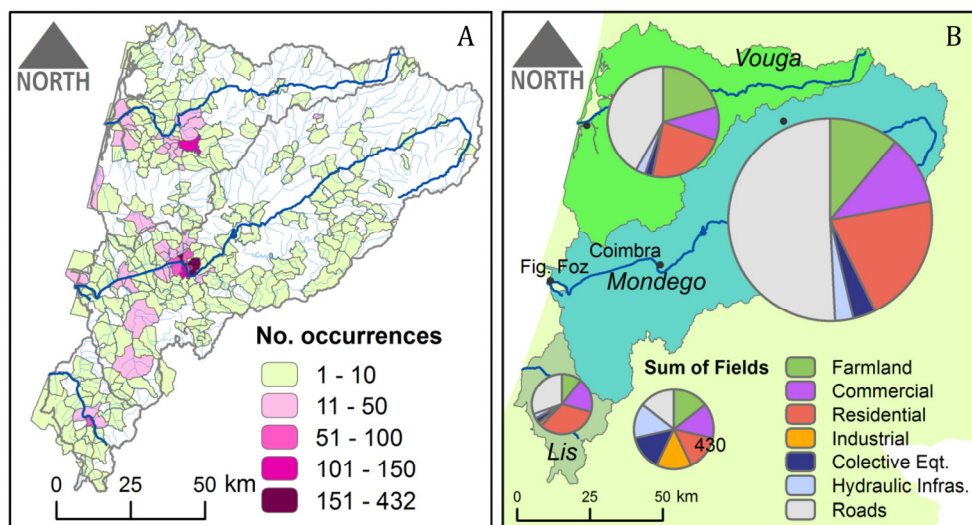 A
NORTH
No. occurrences
1 - 10
11 - 50
51 - 100
101 - 150
151 - 432
0 25 50 km
B
NORTH
Vouga
Coimbra
Fig. Foz
Mondego
Lis
Sum of Fields
430
Farmland
Commercial
Residential
Industrial
Colective Eqt.
Hydraulic Infras.
Roads
0 25 50 km